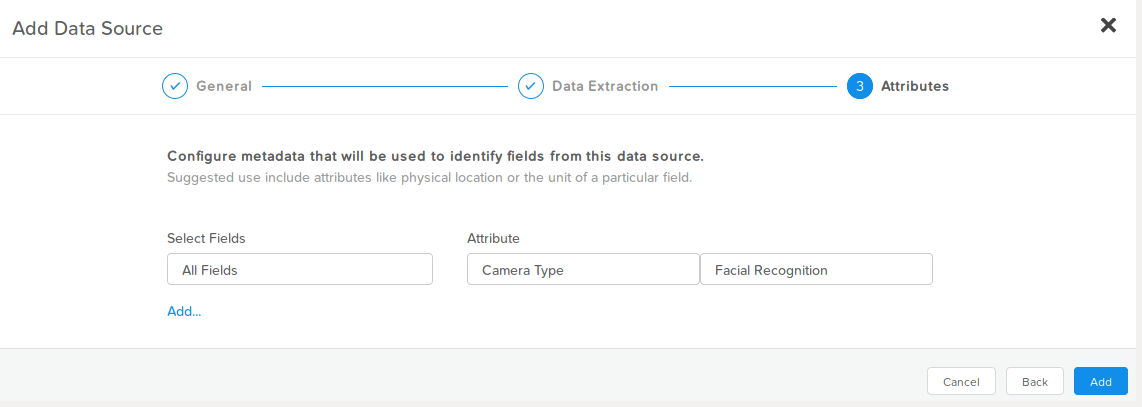 Add Data Source
General
Data Extraction
3 Attributes
Configure metadata that will be used to identify fields from this data source.
Suggested use include attributes like physical location or the unit of a particular field.
Select Fields Attribute
All Fields Camera Type Facial Recognition
Add...
Cancel Back Add